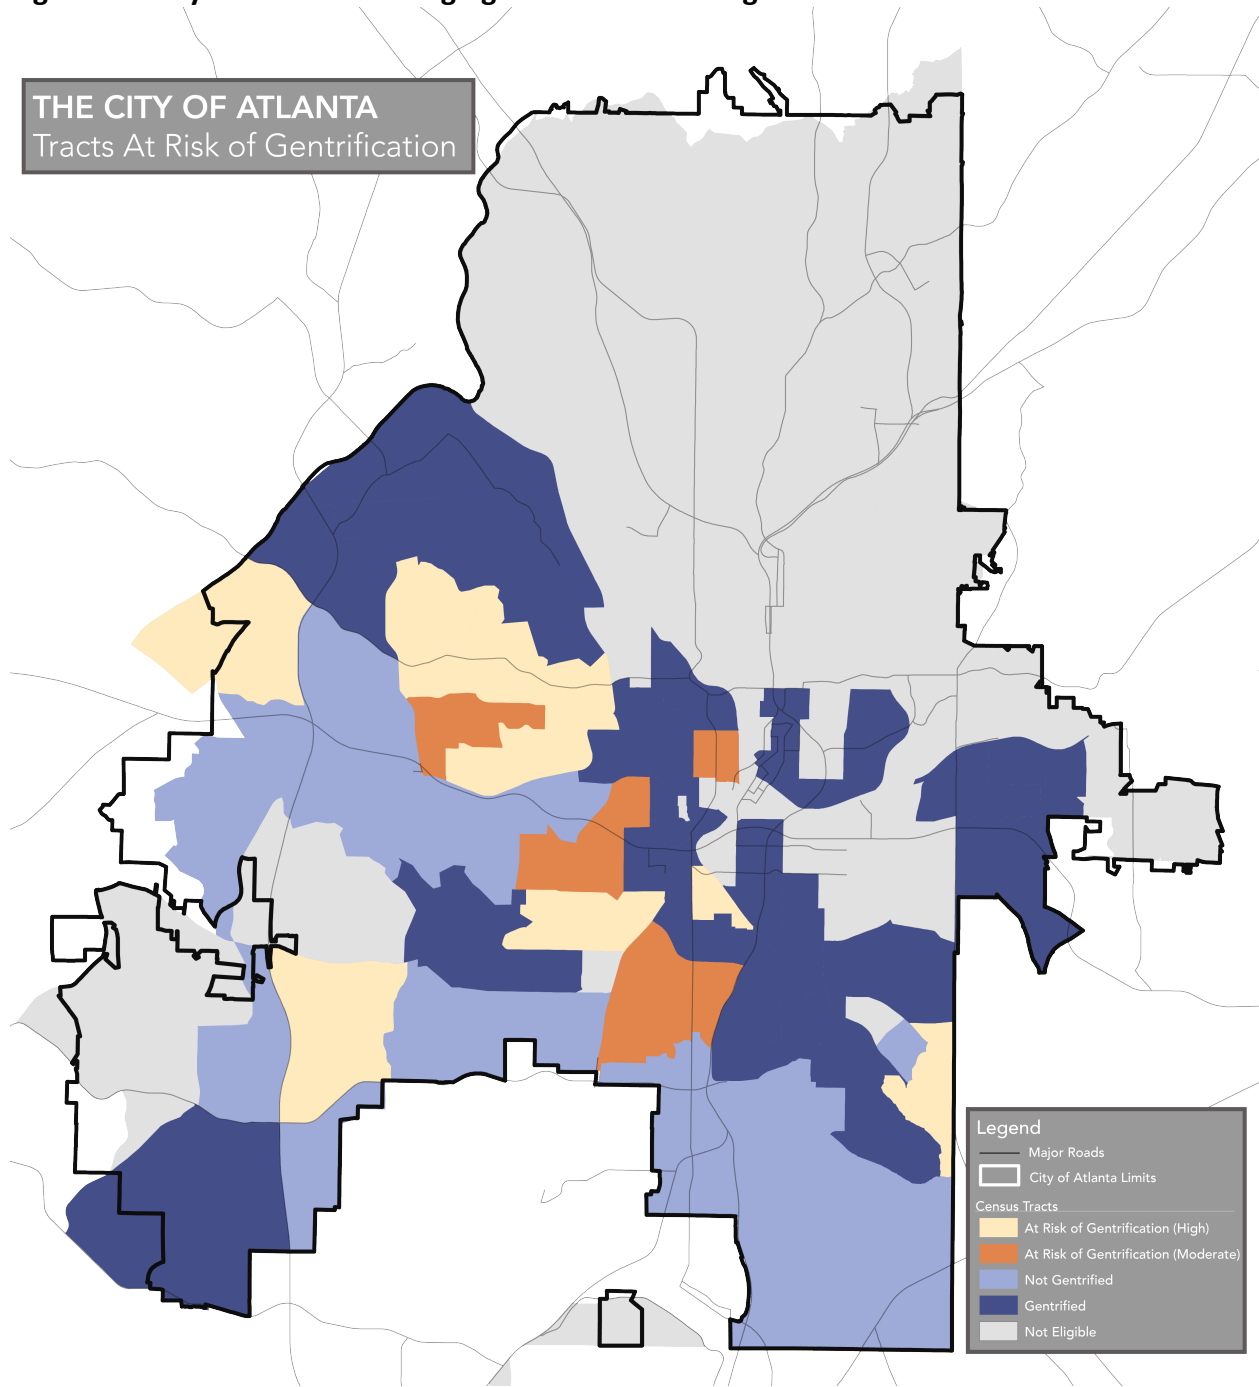 THE CITY OF ATLANTA
Tracts At Risk of Gentrification
Legend
Major Roads
City of Atlanta Limits
Census Tracts
At Risk of Gentrification (High)
At Risk of Gentrification (Moderate)
Not Gentrified
Gentrified
Not Eligible